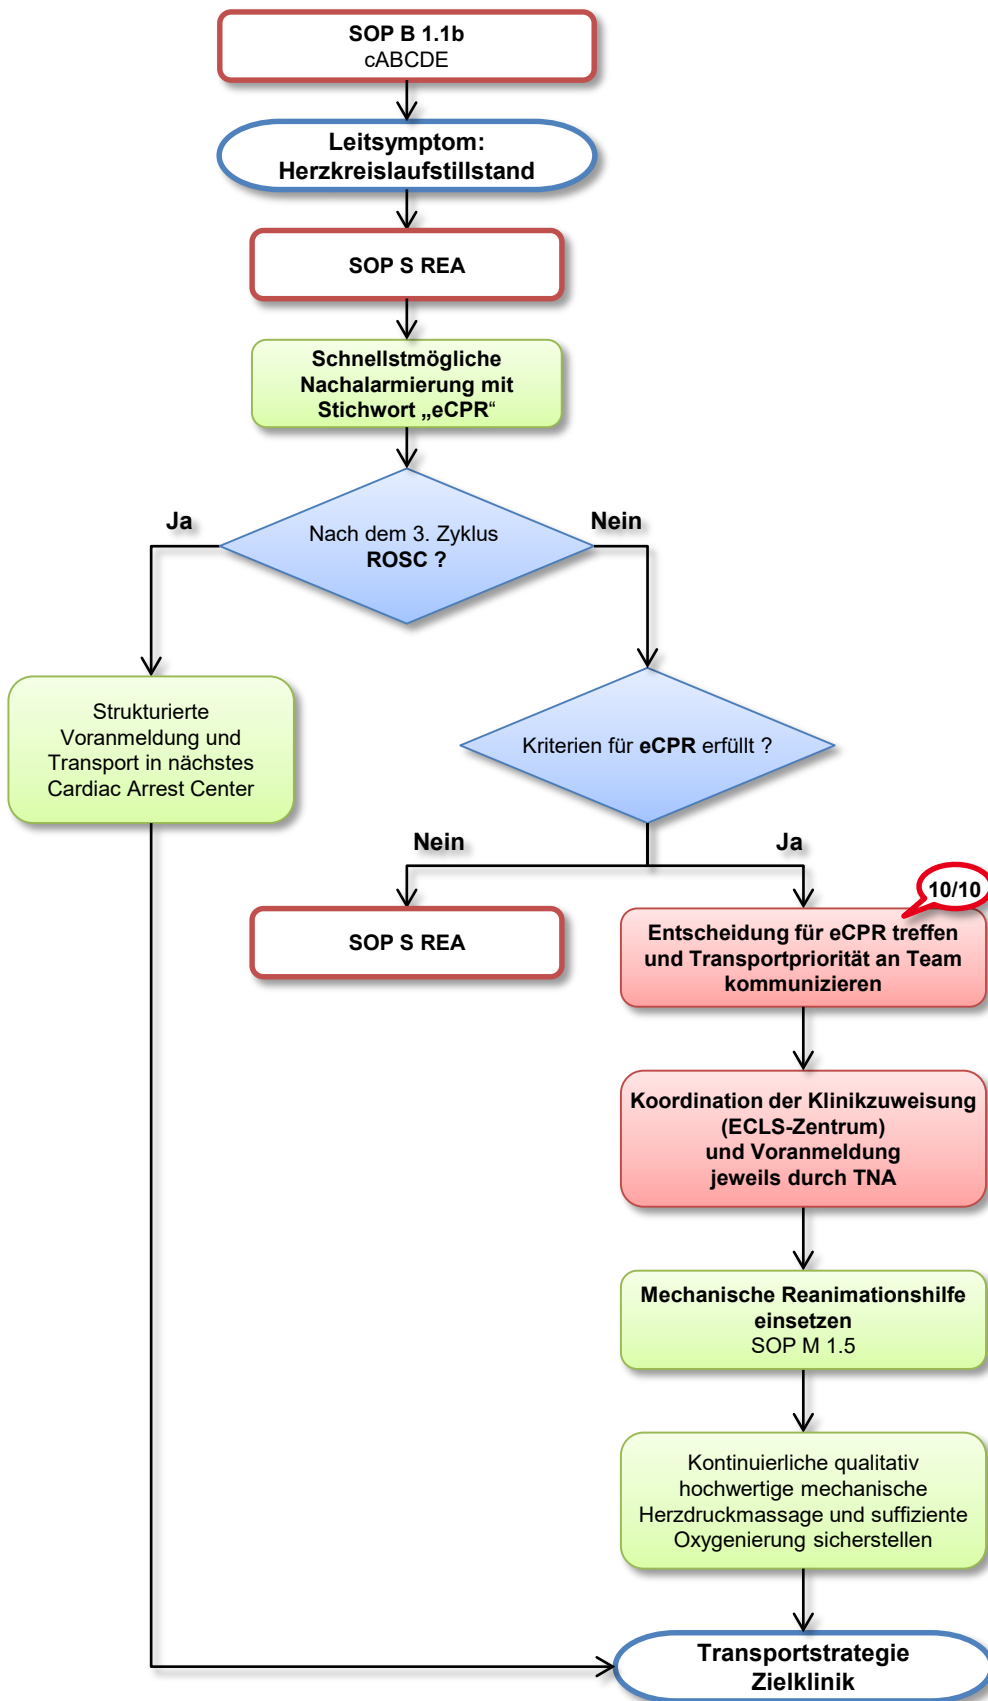 SOP B 1.1b
cABCDE
Leitsymptom:
Herzkreislaufstillstand
SOP S REA
Schnellstmögliche
Nachalarmierung mit
Stichwort „eCPR“
Ja
Nach dem 3. Zyklus
ROSC ?
Nein
Strukturierte
Voranmeldung und
Transport in nächstes
Cardiac Arrest Center
Kriterien für eCPR erfüllt ?
Nein
Ja
10/10
SOP S REA
Entscheidung für eCPR treffen
und Transportpriorität an Team
kommunizieren
Koordination der Klinikzuweisung
(ECLS-Zentrum)
und Voranmeldung
jeweils durch TNA
Mechanische Reanimationshilfe
einsetzen
SOP M 1.5
Kontinuierliche qualitativ
hochwertige mechanische
Herzdruckmassage und suffiziente
Oxygenierung sicherstellen
Transportstrategie
Zielklinik